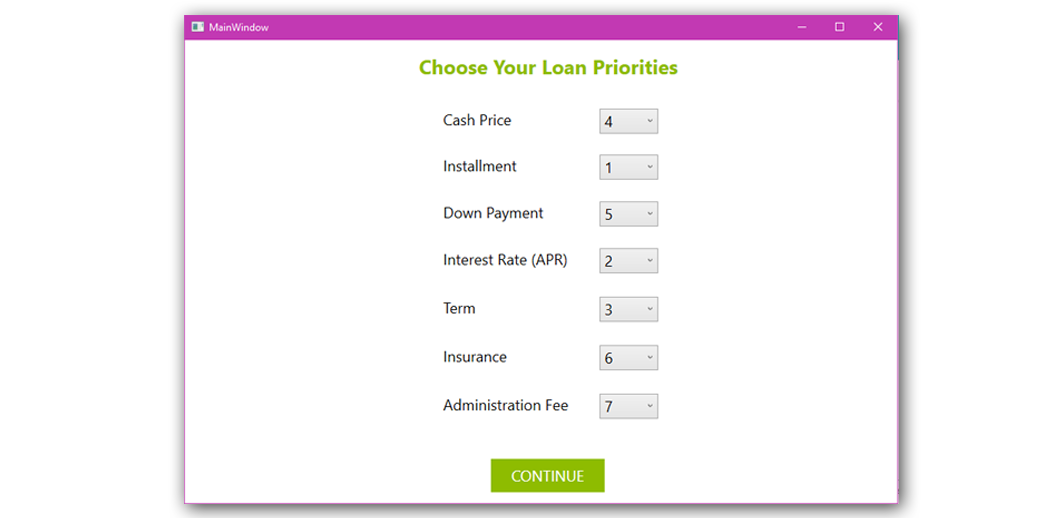 MainWindow
Choose Your Loan Priorities
Cash Price 4
Installment 1
Down Payment 5
Interest Rate (APR) 2
Term 3
Insurance 6
Administration Fee 7
CONTINUE